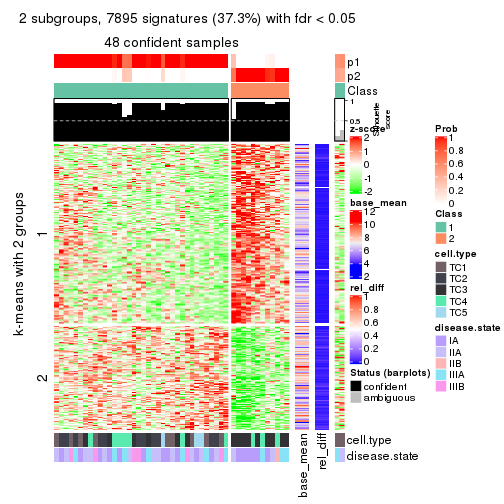 2 subgroups, 7895 signatures (37.3%) with fdr < 0.05
48 confident samples
p1
p2
Class
1
0.5
0
Silhouette
score
k-means with 2 groups
1
2
base_mean
rel_diff
cell.type
disease.state
z-score
2
1
0
-1
-2
base_mean
12
10
8
6
4
2
rel_diff
1
0.8
0.6
0.4
0.2
0
Status (barplots)
confident
ambiguous
Prob
1
0.8
0.6
0.4
0.2
0
Class
1
2
cell.type
TC1
TC2
TC3
TC4
TC5
disease.state
IA
IIA
IIB
IIIA
IIIB